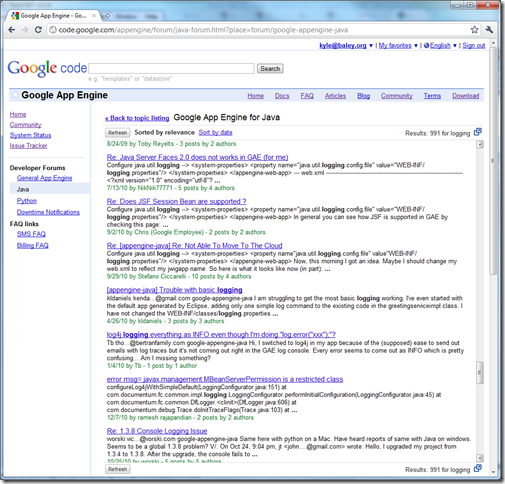 Google App Engine - Goo...
code.google.com/appengine/forum/java-forum.html?place=forum/google-appengine-java
kyle@baley.org ▼ | My favorites ▼ | English ▼ | Sign out
Google code
Search
e.g. "templates" or "datastore"
Google App Engine
Home Docs FAQ Articles Blog Community Terms Download
Home
Community
System Status
Issue Tracker
Developer Forums
General App Engine
Java
Python
Downtime Notifications
FAQ links
SMS FAQ
Billing FAQ
« Back to topic listing Google App Engine for Java
Refresh Sorted by relevance Sort by date Results: 991 for logging
8/24/09 by Toby Reyelts - 3 posts by 2 authors
Re: Java Server Faces 2.0 does not works in GAE (for me)
Configure java.util.logging --> <system-properties> <property name="java.util.logging.config.file" value="WEB-INF/
logging.properties"/> </system-properties> </appengine-web-app> --- web.xml
<?xml version="1.0" encoding="utf-8"? ...
7/13/10 by NikNik77771 - 5 posts by 4 authors
Re: Does JSF Session Bean are supported ?
Configure java.util.logging --> <system-properties> <property name="java.util.logging.config.file" value="WEB-INF/
logging.properties"/> </system-properties> </appengine-web-app> In general you can see how JSF is supported in GAE by
checking this page: ...
9/2/10 by Chris (Google Employee) - 2 posts by 2 authors
Re: [appengine-java] Re: Not Able To Move To The Cloud
Configure java.util.logging --> <system-properties> <property name="java.util.logging.config.file" value="WEB-INF/
logging.properties"/> </system-properties> </appengine-web-app> Now, this morning I got an idea. Maybe I should change my
web.xml to reflect my jwigapp name. So here is what it looks like now (in part): ...
9/29/10 by Stefano Ciccarelli - 10 posts by 4 authors
[appengine-java] Trouble with basic logging
kldaniels kenda...@gmail.com google-appengine-java I am struggling to get the most basic logging working. I've even started with
the default app generated by Eclipse, adding only one simple log command to the existing code in the greetingserviceimpl class. I
have not changed the WEB-INF/classes/logging.properties ...
4/26/10 by kldaniels - 3 posts by 3 authors
log4j logging everything as INFO even though I'm doing "log.error("xxx");"?
Tb tho...@bertranfamily.com google-appengine-java Hi, I switched to log4j in my app because of the (supposed) ease to send out
emails with log traces but it's not coming out right in the GAE log console. Every error seems to come out as INFO which is pretty
confusing... Am I missing something?
1/4/10 by Tb - 1 post by 1 author
error msg= javax.management.MBeanServerPermission is a restricted class
configureLog4jWithSimpleDefault(LoggingConfigurator.java:151) at
com.documentum.fc.common.impl.logging.LoggingConfigurator.performInitialConfiguration(LoggingConfigurator.java:45) at
com.documentum.fc.common.DfLogger.<clinit>(DfLogger.java:606) at
com.documentum.debug.Trace.doInitTraceFlags(Trace.java:103) at ...
12/7/10 by ramesh rajapandian - 2 posts by 2 authors
Re: 1.3.8 Console Logging Issue
worski vic...@vorski.com google-appengine-java Same here with python on a Mac. Have heard reports of same with Java on windows.
Seems to be a global 1.3.8 problem? V/. On Oct 24, 9:04 pm, jt <john....@gmail.com> wrote: Hello, I upgraded my project from
1.3.4 to 1.3.8. After the upgrade, the console fails to ...
10/25/10 by worski - 5 posts by 4 authors
Refresh Results: 991 for logging